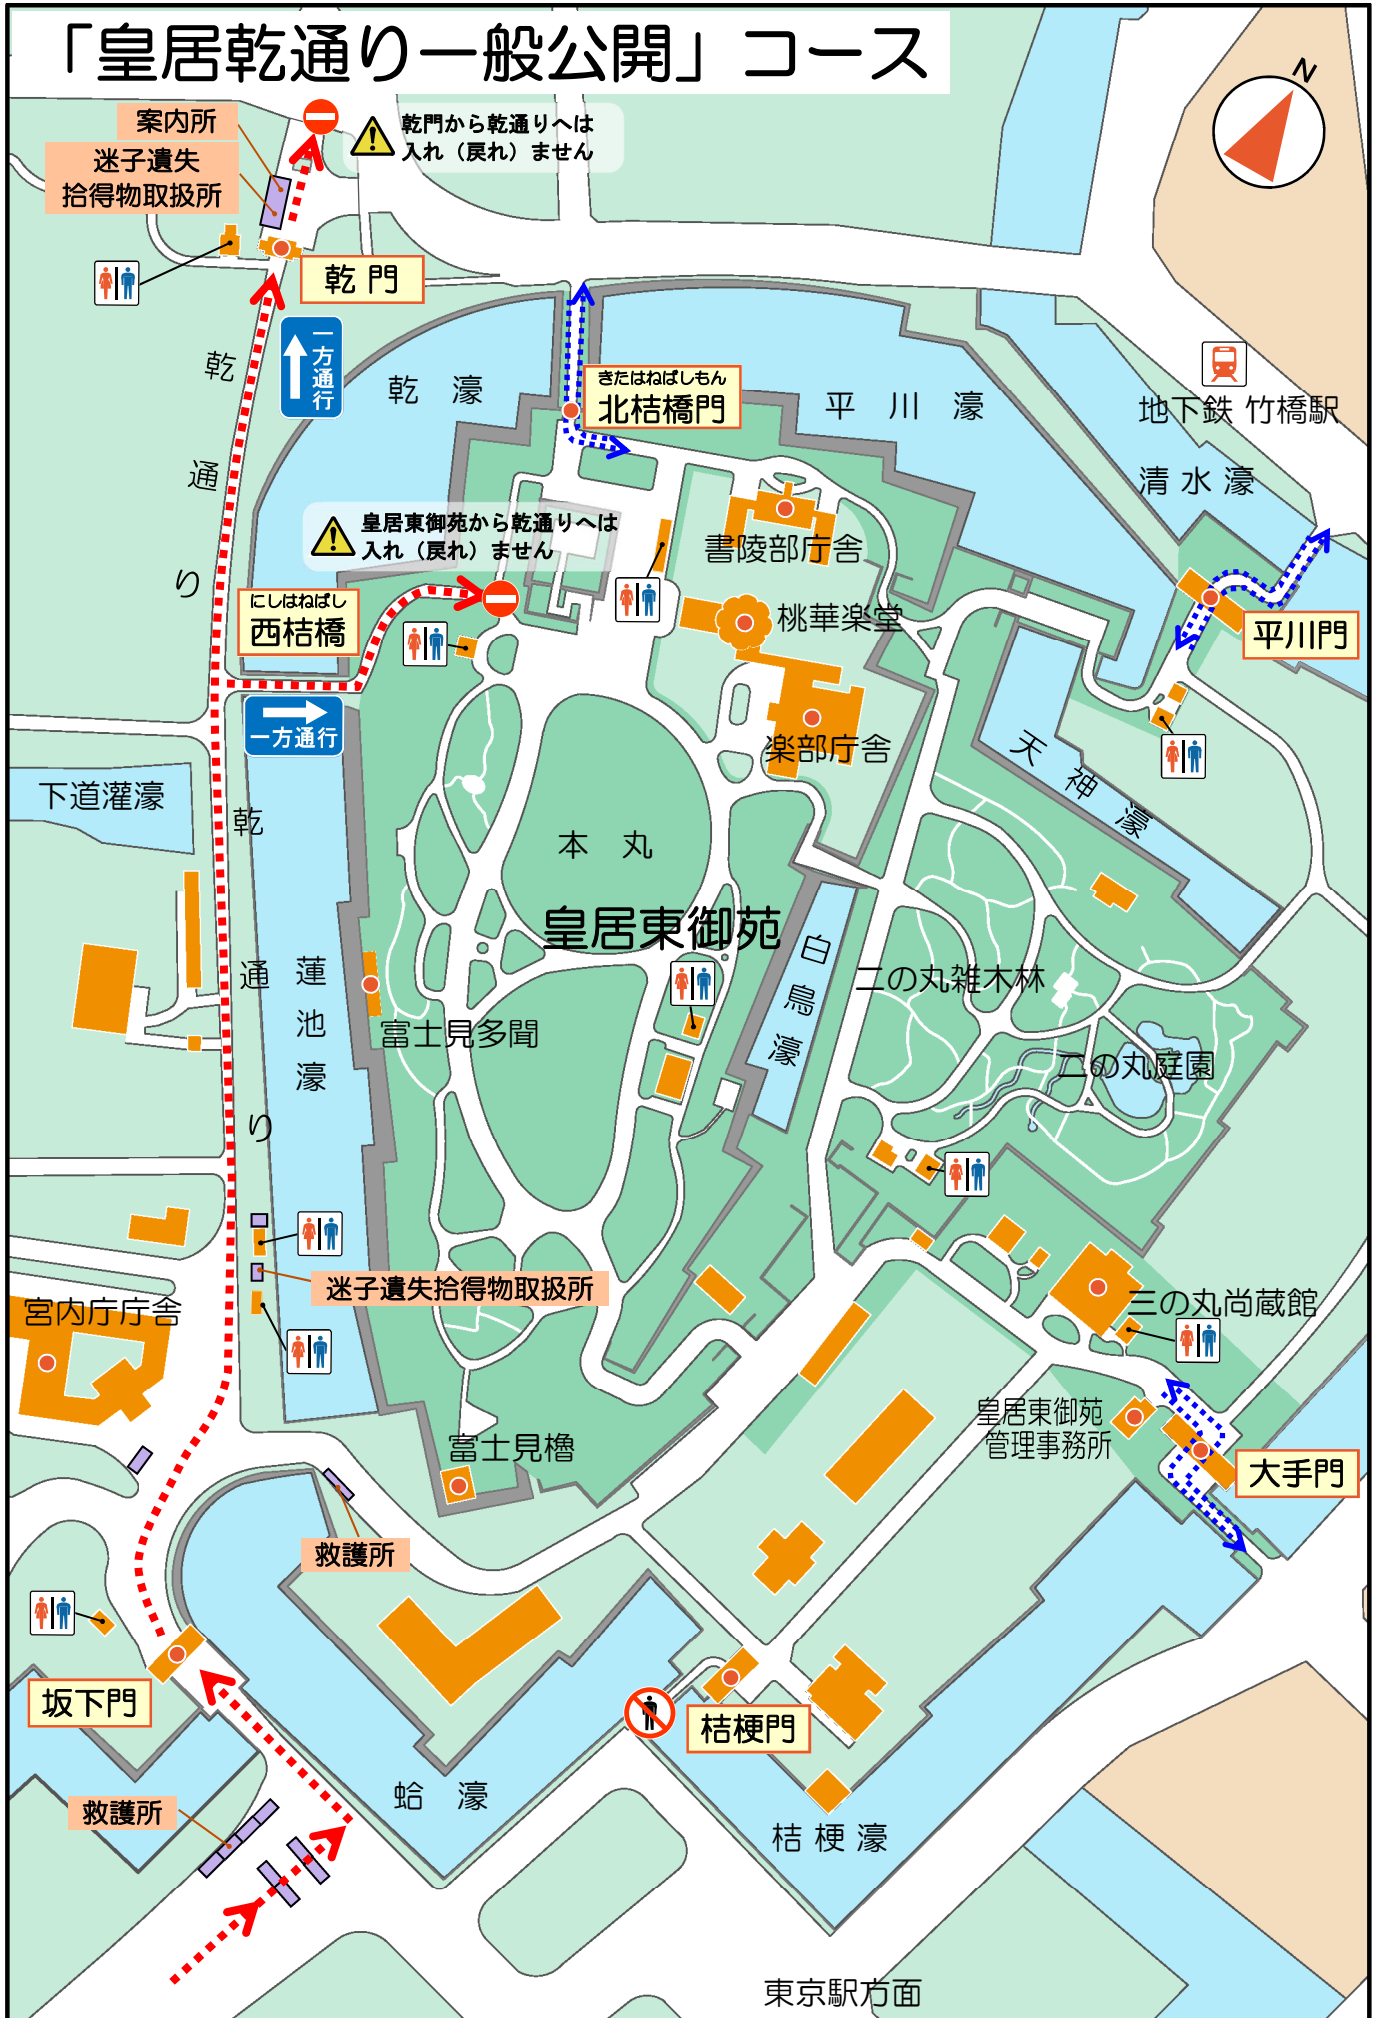 「皇居乾通り一般公開」コース
N
案内所
乾門から乾通りへは
入れ（戻れ）ません
迷子遺失
拾得物取扱所
乾門
一方通行
乾通り
乾濠
きたはねばしもん
北桔橋門
平川濠
地下鉄 竹橋駅
清水濠
皇居東御苑から乾通りへは
入れ（戻れ）ません
書陵部庁舎
にしはねばし
西桔橋
桃華楽堂
平川門
一方通行
楽部庁舎
天神濠
下道灌濠
乾通り
本丸
皇居東御苑
白鳥濠
二の丸雑木林
蓮池濠
富士見多聞
二の丸庭園
迷子遺失拾得物取扱所
宮内庁庁舎
三の丸尚蔵館
皇居東御苑
管理事務所
富士見櫓
大手門
救護所
坂下門
桔梗門
蛤濠
救護所
桔梗濠
東京駅方面